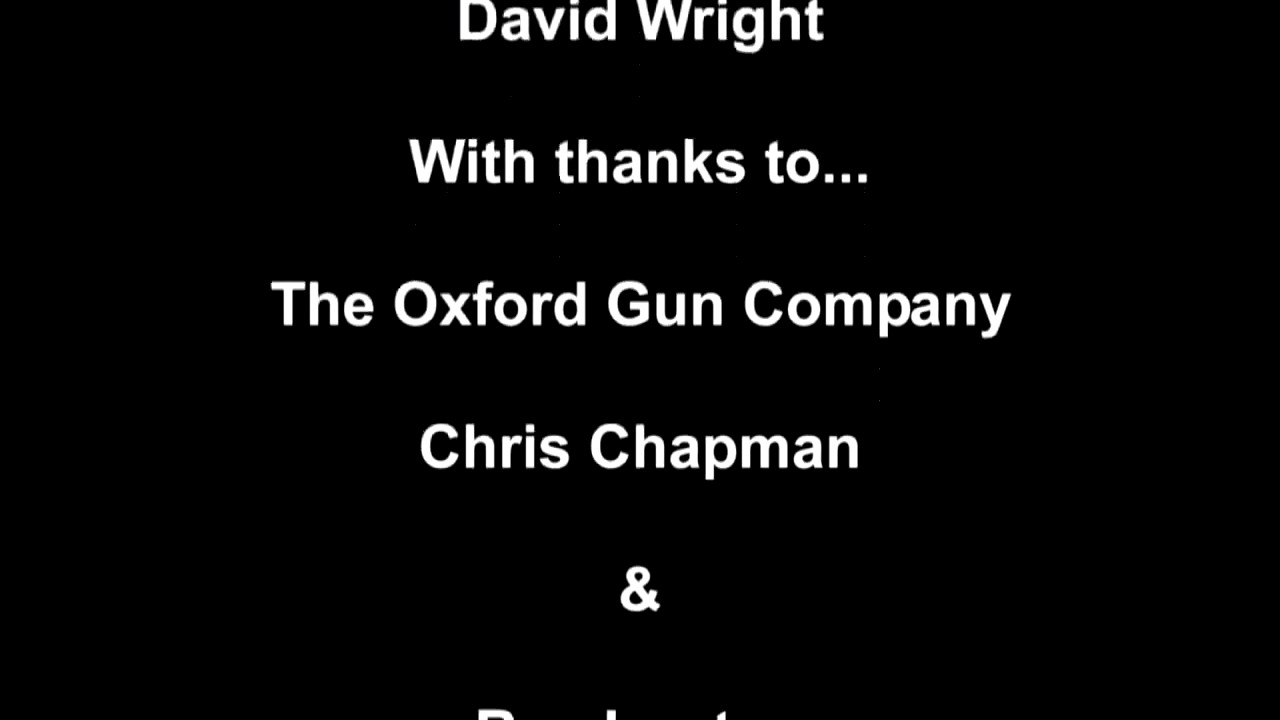 David Wright
With thanks to...
The Oxford Gun Company
Chris Chapman
&